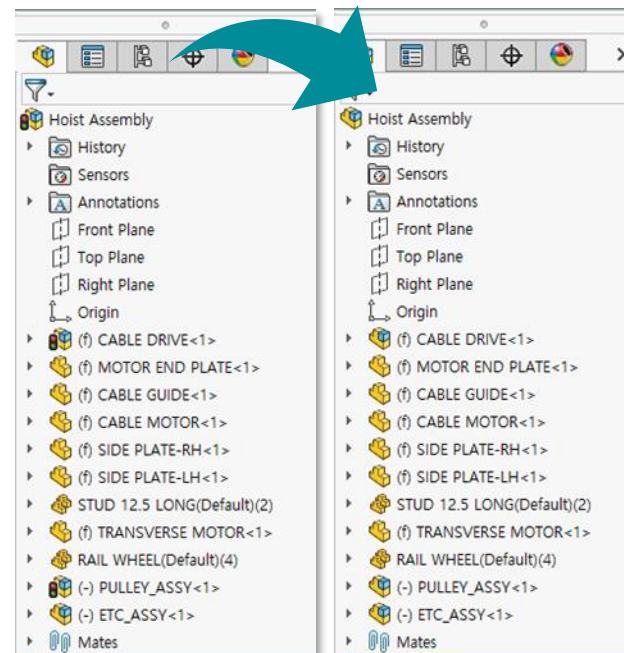 Hoist Assembly
History
Sensors
A Annotations
Front Plane
Top Plane
Right Plane
Origin
(f) CABLE DRIVE<1>
(f) MOTOR END PLATE<1>
(f) CABLE GUIDE<1>
(f) CABLE MOTOR<1>
(f) SIDE PLATE-RH<1>
(f) SIDE PLATE-LH<1>
STUD 12.5 LONG(Default)(2)
(f) TRANSVERSE MOTOR<1>
RAIL WHEEL(Default)(4)
(-) PULLEY_ASSY<1>
(-) ETC_ASSY<1>
Mates
Hoist Assembly
History
Sensors
A Annotations
Front Plane
Top Plane
Right Plane
Origin
(f) CABLE DRIVE<1>
(f) MOTOR END PLATE<1>
(f) CABLE GUIDE<1>
(f) CABLE MOTOR<1>
(f) SIDE PLATE-RH<1>
(f) SIDE PLATE-LH<1>
STUD 12.5 LONG(Default)(2)
(f) TRANSVERSE MOTOR<1>
RAIL WHEEL(Default)(4)
(-) PULLEY_ASSY<1>
(-) ETC_ASSY<1>
Mates